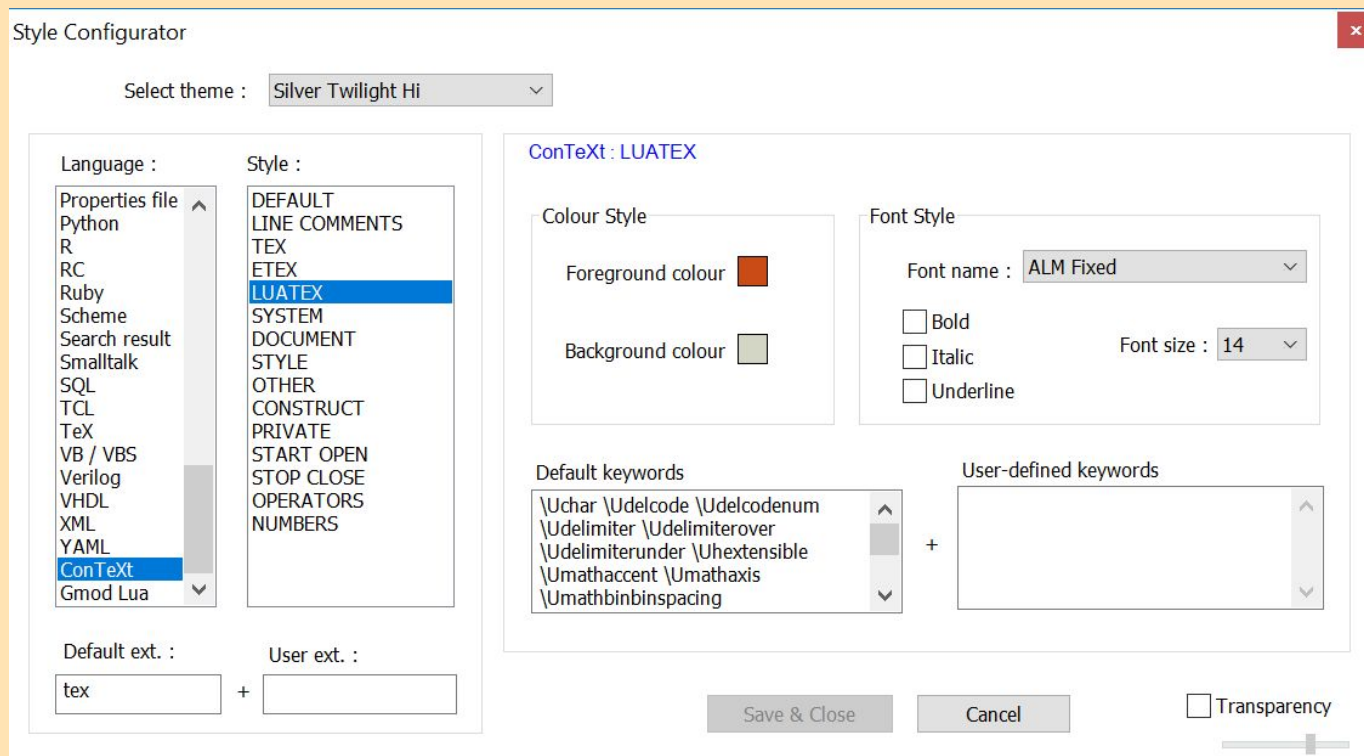 Style Configurator
Select theme : Silver Twilight Hi
Language :
Properties file
Python
R
RC
Ruby
Scheme
Search result
Smalltalk
SQL
TCL
TeX
VB / VBS
Verilog
VHDL
XML
YAML
ConTeXt
Gmod Lua
Style :
DEFAULT
LINE COMMENTS
TEX
ETEX
LUATEX
SYSTEM
DOCUMENT
STYLE
OTHER
CONSTRUCT
PRIVATE
START OPEN
STOP CLOSE
OPERATORS
NUMBERS
Default ext. :
tex
+
User ext. :
ConTeXt : LUATEX
Colour Style
Foreground colour
Background colour
Font Style
Font name : ALM Fixed
Bold
Italic
Underline
Font size : 14
Default keywords
\Uchar \Udelcode \Udelcodenum
\Udelimiter \Udelimiterover
\Udelimiterunder \Uhextensible
\Umathaccent \Umathaxis
\Umathbinbinspacing
+
User-defined keywords
Save & Close
Cancel
Transparency